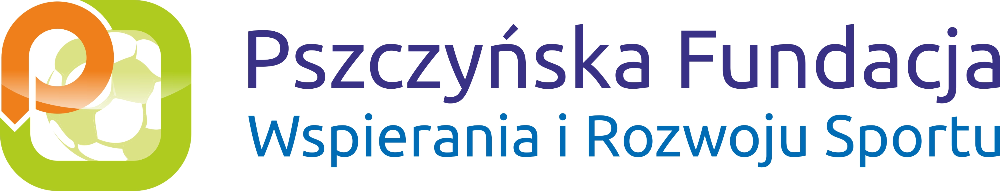 Pszczyńska Fundacja
Wspierania i Rozwoju Sportu